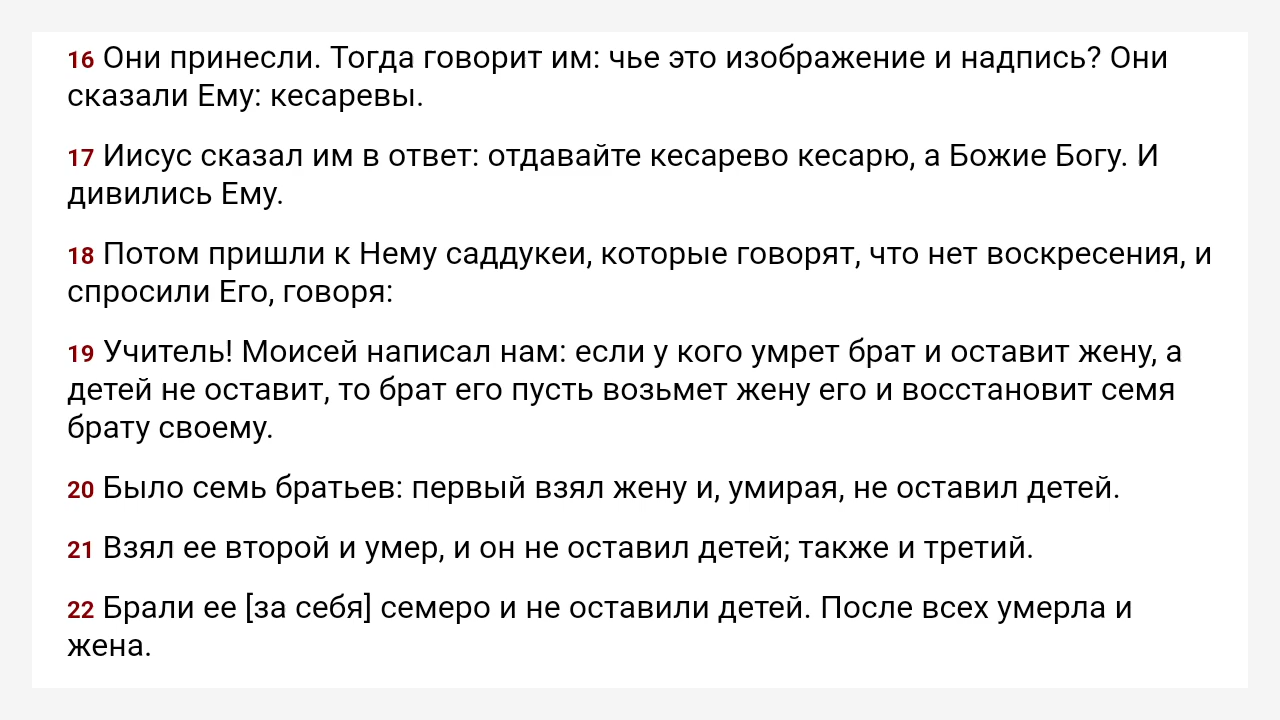 16 Они принесли. Тогда говорит им: чье это изображение и надпись? Они
сказали Ему: кесаревы.
17 Иисус сказал им в ответ: отдавайте кесарево кесарю, а Божие Богу. И
дивились Ему.
18 Потом пришли к Нему саддукеи, которые говорят, что нет воскресения, и
спросили Его, говоря:
19 Учитель! Моисей написал нам: если у кого умрет брат и оставит жену, а
детей не оставит, то брат его пусть возьмет жену его и восстановит семя
брату своему.
20 Было семь братьев: первый взял жену и, умирая, не оставил детей.
21 Взял ее второй и умер, и он не оставил детей; также и третий.
22 Брали ее [за себя] семеро и не оставили детей. После всех умерла и
жена.